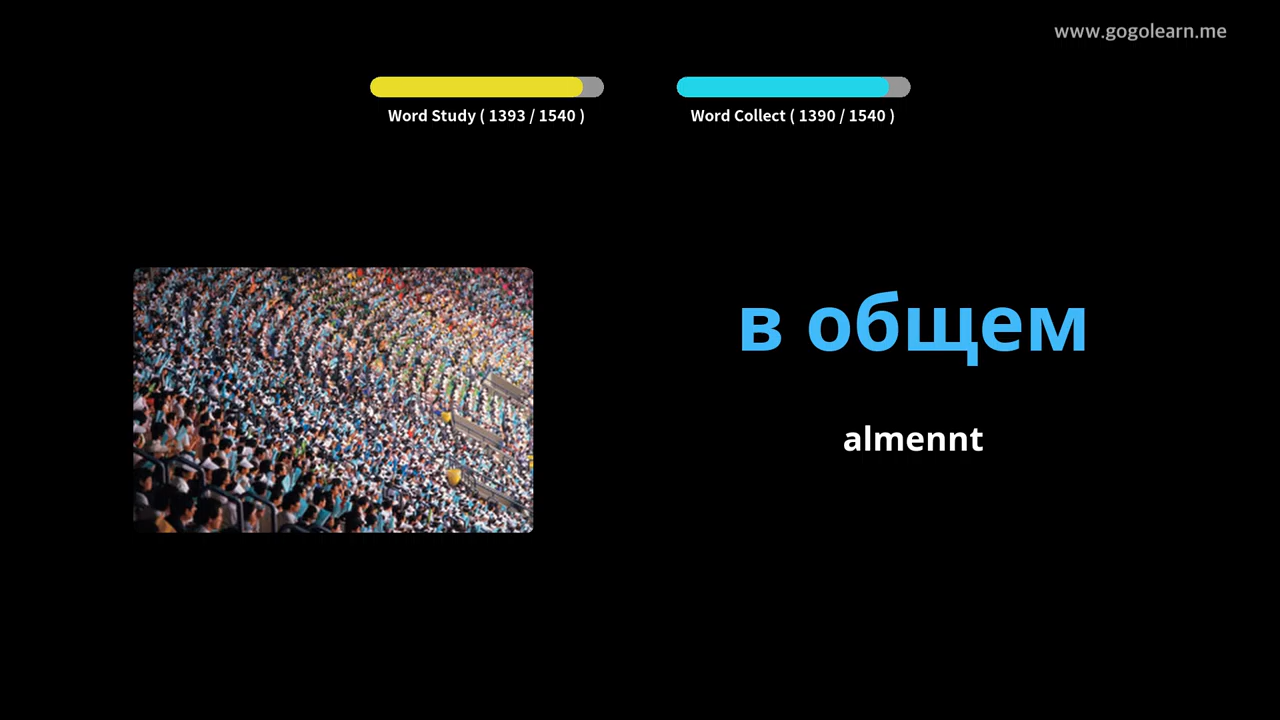 www.gogolearn.me
Word Study ( 1393 / 1540 )
Word Collect ( 1390 / 1540 )
в общем
almennt